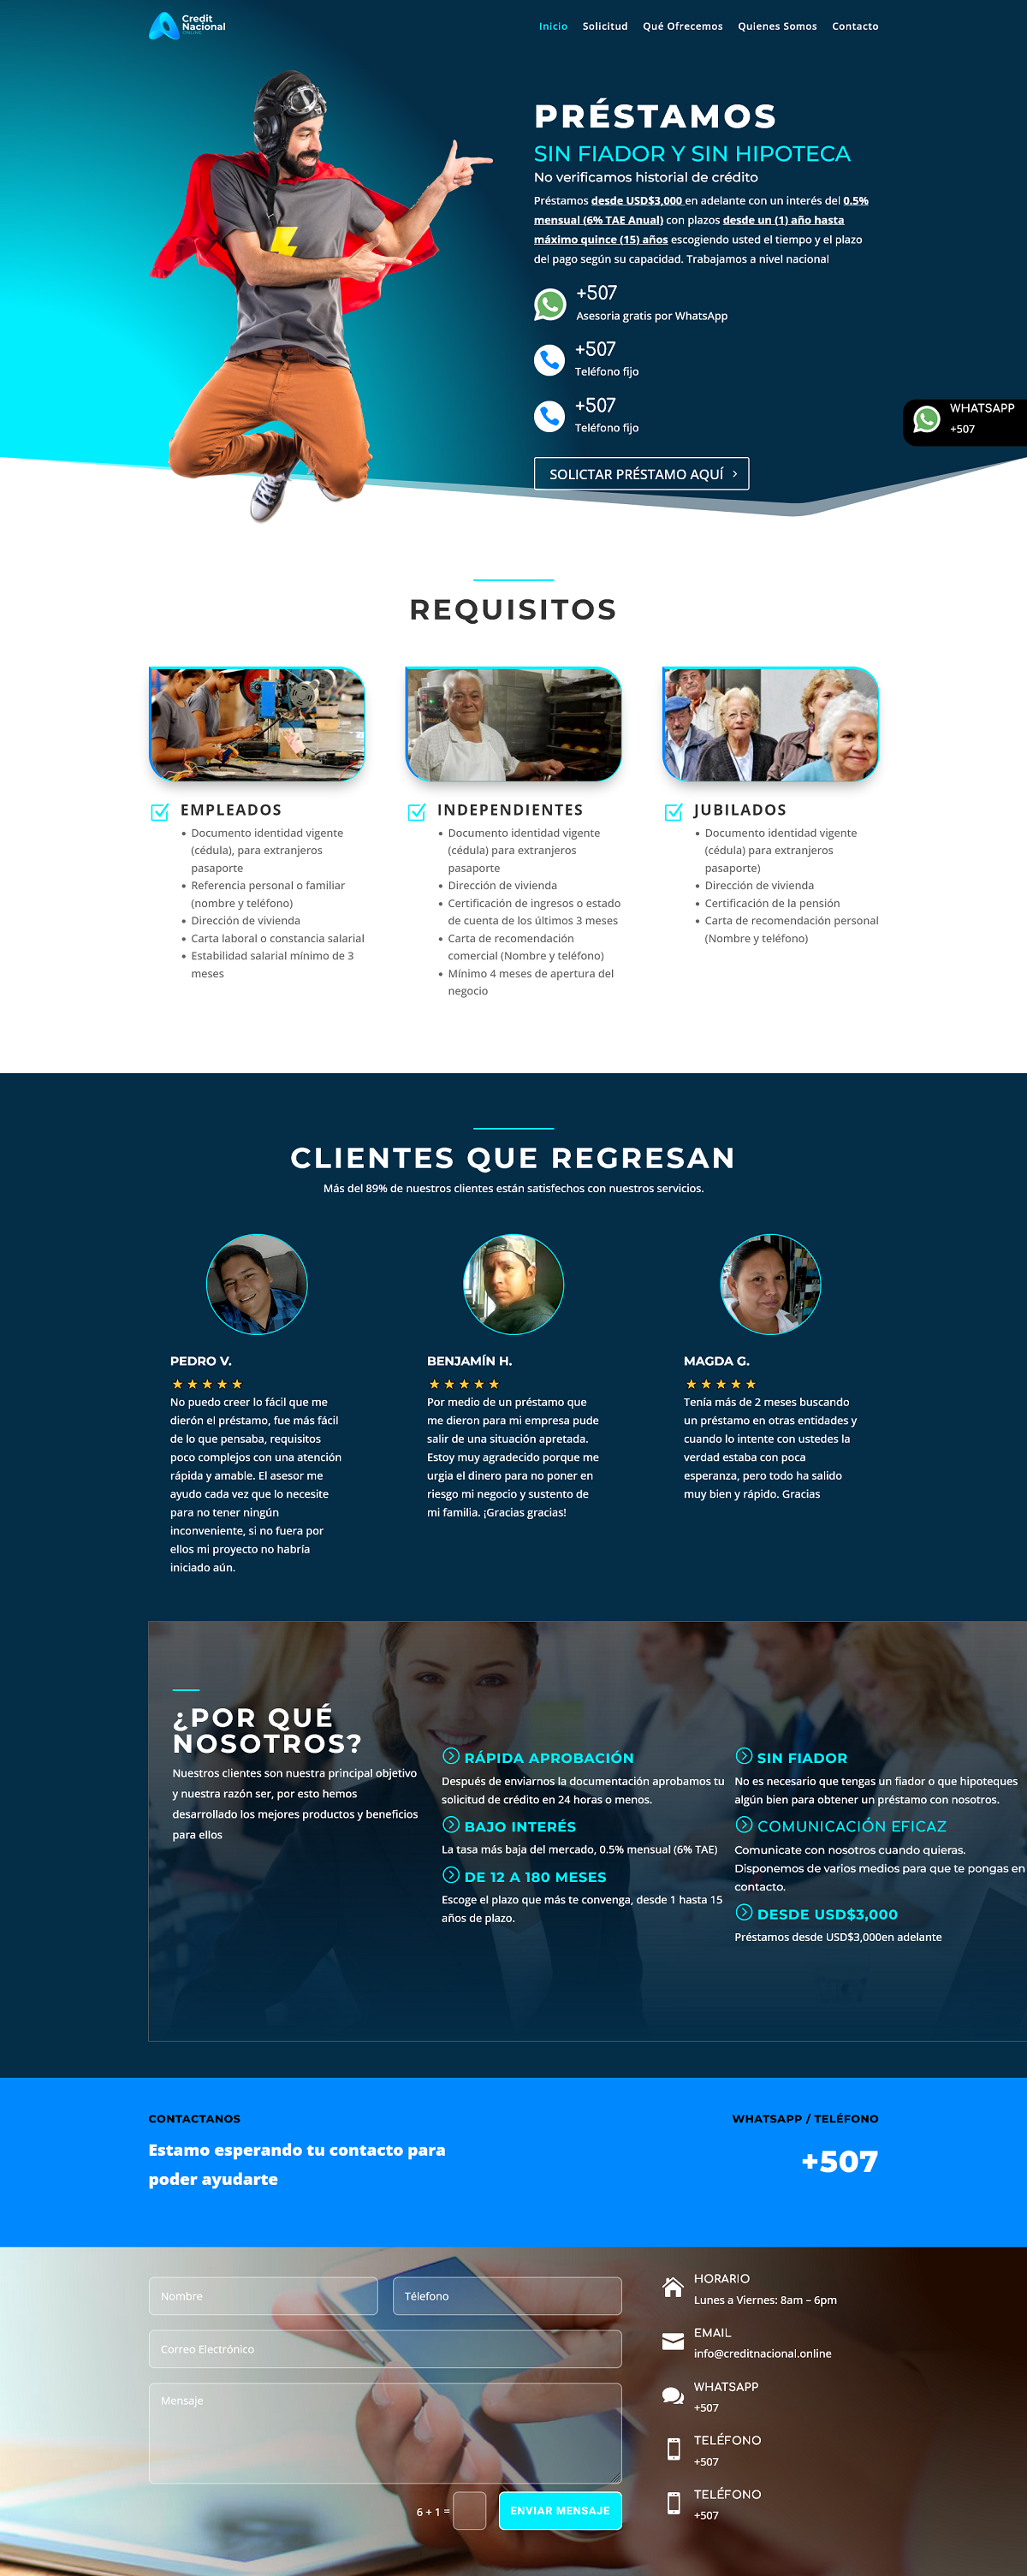 Credit
Nacional
ONLINE
Inicio
Solicitud
Qué Ofrecemos
Quienes Somos
Contacto
PRÉSTAMOS
SIN FIADOR Y SIN HIPOTECA
No verificamos historial de crédito
Préstamos desde USD$3,000 en adelante con un interés del 0.5%
mensual (6% TAE Anual) con plazos desde un (1) año hasta
máximo quince (15) años escogiendo usted el tiempo y el plazo
del pago según su capacidad. Trabajamos a nivel nacional
+507
Asesoria gratis por WhatsApp
+507
Teléfono fijo
+507
Teléfono fijo
WHATSAPP
+507
SOLICTAR PRÉSTAMO AQUÍ
REQUISITOS
EMPLEADOS
• Documento identidad vigente
(cédula), para extranjeros
pasaporte
• Referencia personal o familiar
(nombre y teléfono)
• Dirección de vivienda
• Carta laboral o constancia salarial
• Estabilidad salarial mínimo de 3
meses
INDEPENDIENTES
• Documento identidad vigente
(cédula) para extranjeros
pasaporte
• Dirección de vivienda
• Certificación de ingresos o estado
de cuenta de los últimos 3 meses
• Carta de recomendación
comercial (Nombre y teléfono)
• Mínimo 4 meses de apertura del
negocio
JUBILADOS
• Documento identidad vigente
(cédula) para extranjeros
pasaporte)
• Dirección de vivienda
• Certificación de la pensión
• Carta de recomendación personal
(Nombre y teléfono)
CLIENTES QUE REGRESAN
Más del 89% de nuestros clientes están satisfechos con nuestros servicios.
PEDRO V.
No puedo creer lo fácil que me
dierón el préstamo, fue más fácil
de lo que pensaba, requisitos
poco complejos con una atención
rápida y amable. El asesor me
ayudo cada vez que lo necesite
para no tener ningún
inconveniente, si no fuera por
ellos mi proyecto no habría
iniciado aún.
BENJAMÍN H.
Por medio de un préstamo que
me dieron para mi empresa pude
salir de una situación apretada.
Estoy muy agradecido porque me
urgia el dinero para no poner en
riesgo mi negocio y sustento de
mi familia. ¡Gracias gracias!
MAGDA G.
Tenía más de 2 meses buscando
un préstamo en otras entidades y
cuando lo intente con ustedes la
verdad estaba con poca
esperanza, pero todo ha salido
muy bien y rápido. Gracias
¿POR QUÉ
NOSOTROS?
Nuestros clientes son nuestra principal objetivo
y nuestra razón ser, por esto hemos
desarrollado los mejores productos y beneficios
para ellos
RÁPIDA APROBACIÓN
Después de enviarnos la documentación aprobamos tu
solicitud de crédito en 24 horas o menos.
BAJO INTERÉS
La tasa más baja del mercado, 0.5% mensual (6% TAE)
DE 12 A 180 MESES
Escoge el plazo que más te convenga, desde 1 hasta 15
años de plazo.
SIN FIADOR
No es necesario que tengas un fiador o que hipoteques
algún bien para obtener un préstamo con nosotros.
COMUNICACIÓN EFICAZ
Comunicate con nosotros cuando quieras.
Disponemos de varios medios para que te pongas en
contacto.
DESDE USD$3,000
Préstamos desde USD$3,000en adelante
CONTACTANOS
Estamo esperando tu contacto para
poder ayudarte
WHATSAPP / TELÉFONO
+507
Nombre
Télefono
Correo Electrónico
Mensaje
6 + 1 =
ENVIAR MENSAJE
HORARIO
Lunes a Viernes: 8am – 6pm
EMAIL
info@creditnacional.online
WHATSAPP
+507
TELÉFONO
+507
TELÉFONO
+507